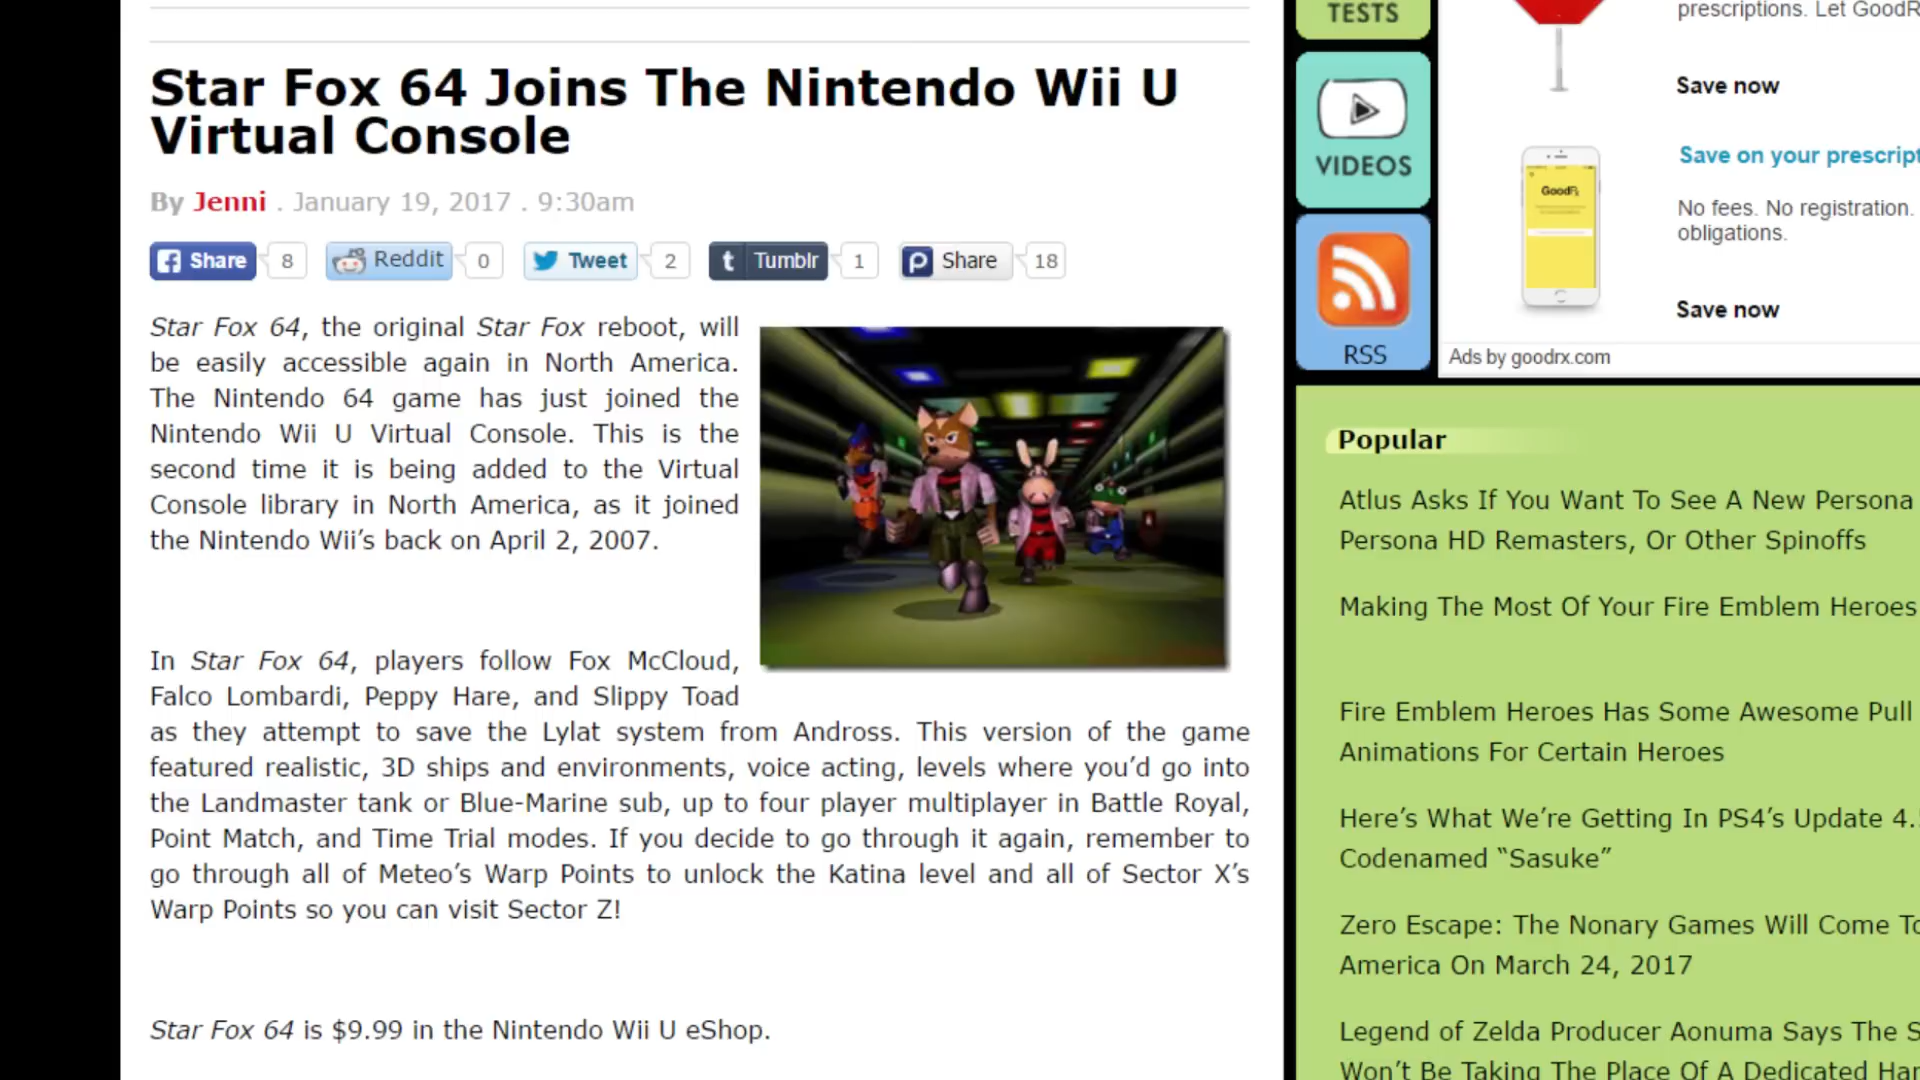 Star Fox 64 Joins The Nintendo Wii U
Virtual Console
By Jenni . January 19, 2017 . 9:30am
Share 8 Reddit 0 Tweet 2 Tumblr 1 Share 18
Star Fox 64, the original Star Fox reboot, will
be easily accessible again in North America.
The Nintendo 64 game has just joined the
Nintendo Wii U Virtual Console. This is the
second time it is being added to the Virtual
Console library in North America, as it joined
the Nintendo Wii’s back on April 2, 2007.
In Star Fox 64, players follow Fox McCloud,
Falco Lombardi, Peppy Hare, and Slippy Toad
as they attempt to save the Lylat system from Andross. This version of the game
featured realistic, 3D ships and environments, voice acting, levels where you’d go into
the Landmaster tank or Blue-Marine sub, up to four player multiplayer in Battle Royal,
Point Match, and Time Trial modes. If you decide to go through it again, remember to
go through all of Meteo’s Warp Points to unlock the Katina level and all of Sector X’s
Warp Points so you can visit Sector Z!
Star Fox 64 is $9.99 in the Nintendo Wii U eShop.
TESTS
VIDEOS
RSS
prescriptions. Let GoodR
Save now
GoodRx
Save on your prescript
No fees. No registration.
obligations.
Save now
Ads by goodrx.com
Popular
Atlus Asks If You Want To See A New Persona
Persona HD Remasters, Or Other Spinoffs
Making The Most Of Your Fire Emblem Heroes
Fire Emblem Heroes Has Some Awesome Pull
Animations For Certain Heroes
Here’s What We’re Getting In PS4’s Update 4.
Codenamed “Sasuke”
Zero Escape: The Nonary Games Will Come To
America On March 24, 2017
Legend of Zelda Producer Aonuma Says The S
Won’t Be Taking The Place Of A Dedicated Han